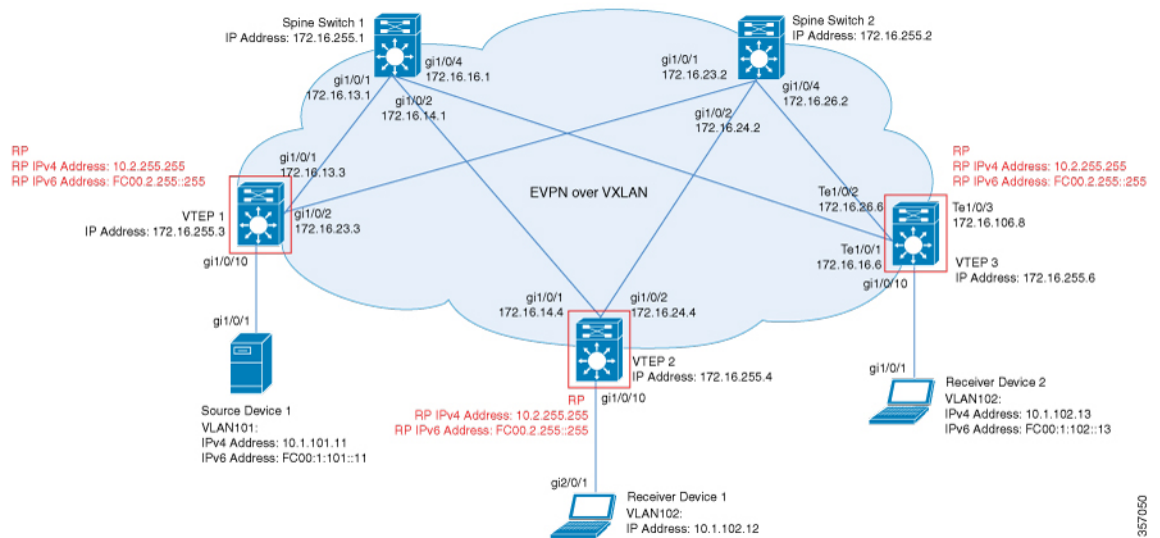 Spine Switch 1
IP Address: 172.16.255.1
Spine Switch 2
IP Address: 172.16.255.2
gi1/0/4
172.16.16.1
gi1/0/1
172.16.13.1
gi1/0/2
172.16.14.1
gi1/0/1
172.16.23.2
gi1/0/4
172.16.26.2
gi1/0/2
172.16.24.2
RP
RP IPv4 Address: 10.2.255.255
RP IPv6 Address: FC00.2.255::255
gi1/0/1
172.16.13.3
VTEP 1
IP Address: 172.16.255.3
gi1/0/2
172.16.23.3
gi1/0/10
EVPN over VXLAN
RP
RP IPv4 Address: 10.2.255.255
RP IPv6 Address: FC00.2.255::255
Te1/0/2
172.16.26.6
Te1/0/3
172.16.106.8
Te1/0/1
172.16.16.6
VTEP 3
IP Address: 172.16.255.6
gi1/0/10
gi1/0/1
172.16.14.4
gi1/0/2
172.16.24.4
VTEP 2
IP Address: 172.16.255.4
gi1/0/10
RP
RP IPv4 Address: 10.2.255.255
RP IPv6 Address: FC00.2.255::255
gi1/0/1
Source Device 1
VLAN101:
IPv4 Address: 10.1.101.11
IPv6 Address: FC00:1:101::11
gi1/0/1
Receiver Device 2
VLAN102:
IPv4 Address: 10.1.102.13
IPv6 Address: FC00:1:102::13
gi2/0/1
Receiver Device 1
VLAN102:
IP Address: 10.1.102.12
357050